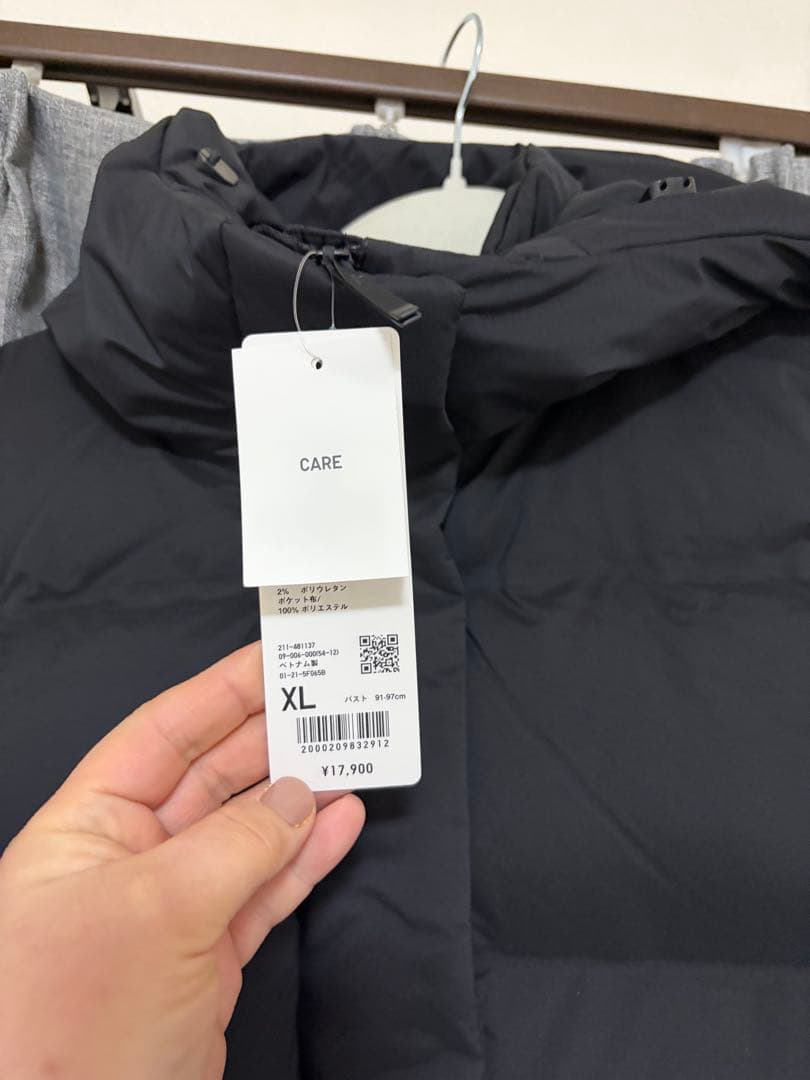 CARE
2% ポリウレタン
ポケット布/
100% ポリエステル
211-481137
09-006-000(54-12)
ベトナム製
01-21-5F065B
XL バスト 91-97cm
2000209832912
¥17,900